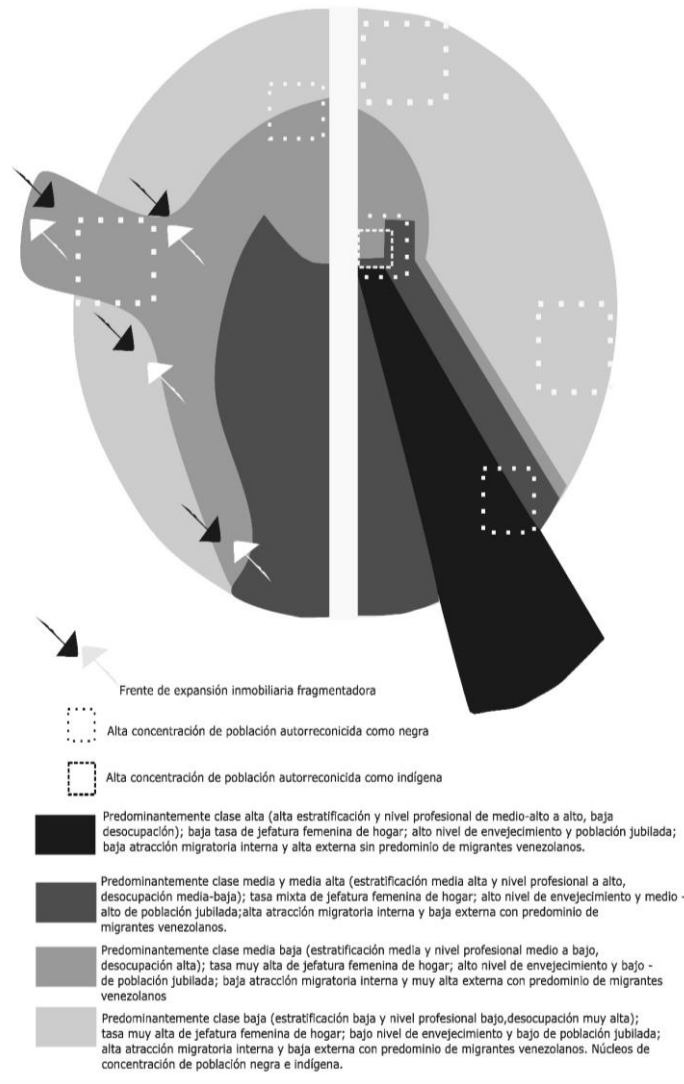 Frente de expansión inmobiliaria fragmentadora
Alta concentración de población autorreconicida como negra
Alta concentración de población autorreconicida como indígena
Predominantemente clase alta (alta estratificación y nivel profesional de medio-alto a alto, baja
desocupación); baja tasa de jefatura femenina de hogar; alto nivel de envejecimiento y población jubilada;
baja atracción migratoria interna y alta externa sin predominio de migrantes venezolanos.
Predominantemente clase media y media alta (estratificación media alta y nivel profesional a alto,
desocupación media-baja); tasa mixta de jefatura femenina de hogar; alto nivel de envejecimiento y medio -
alto de población jubilada;alta atracción migratoria interna y baja externa con predominio de
migrantes venezolanos.
Predominantemente clase media baja (estratificación media y nivel profesional medio a bajo,
desocupación alta); tasa muy alta de jefatura femenina de hogar; alto nivel de envejecimiento y bajo -
de población jubilada; baja atracción migratoria interna y muy alta externa con predominio de migrantes
venezolanos
Predominantemente clase baja (estratificación baja y nivel profesional bajo,desocupación muy alta);
tasa muy alta de jefatura femenina de hogar; bajo nivel de envejecimiento y bajo de población jubilada;
alta atracción migratoria interna y baja externa con predominio de migrantes venezolanos. Núcleos de
concentración de población negra e indígena.